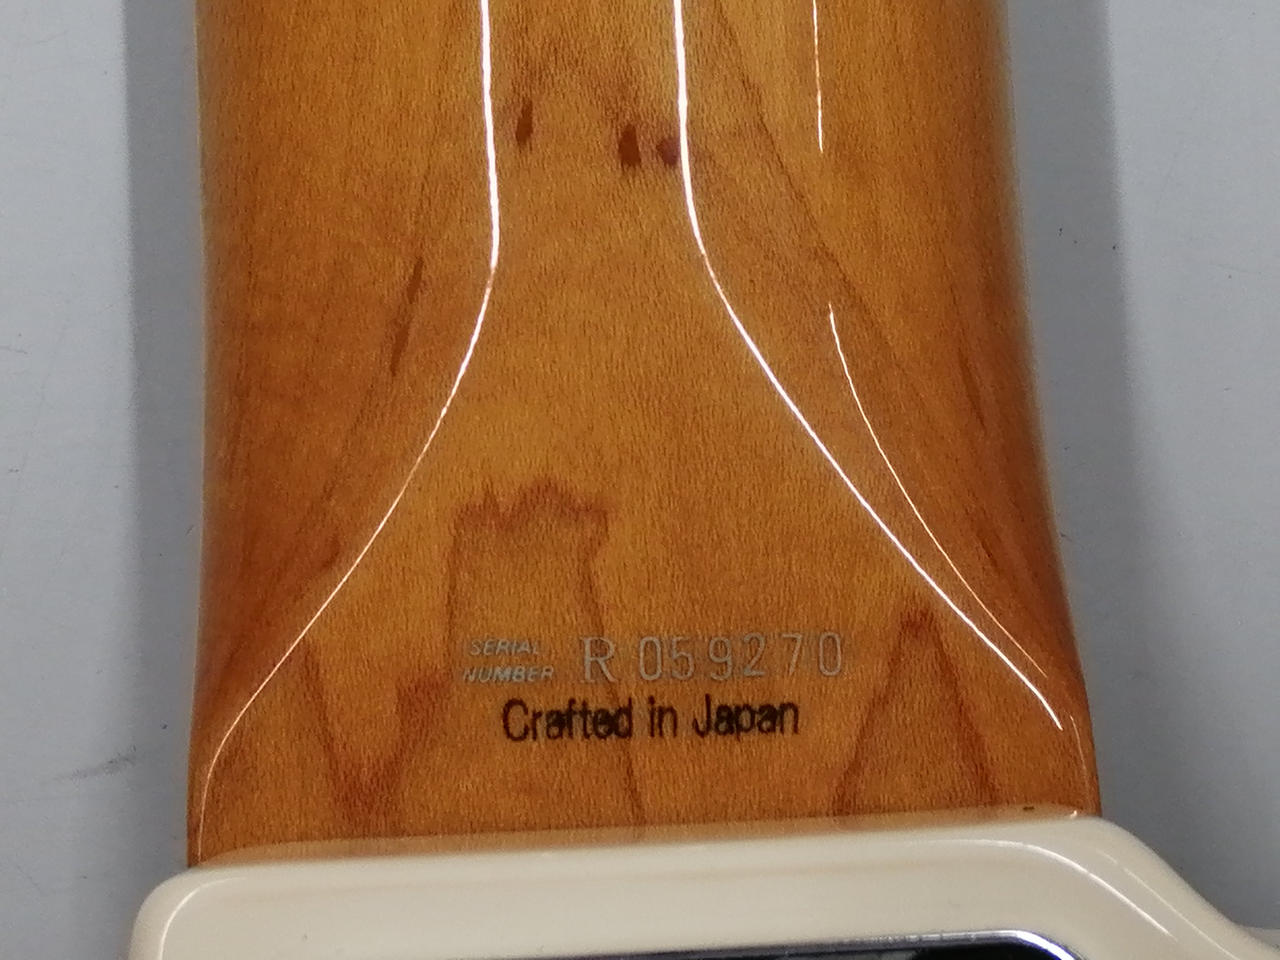 SERIAL
NUMBER R 059270
Crafted in Japan